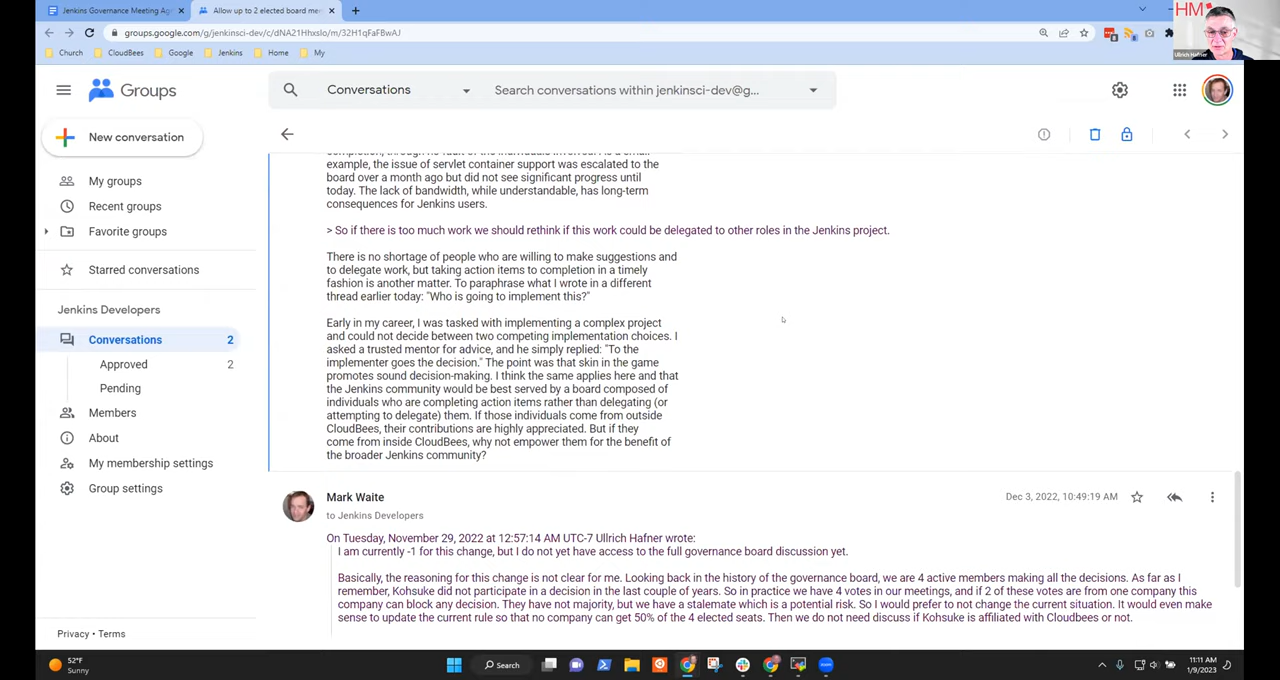 Jenkins Governance Meeting Ag
Allow up to 2 elected board me
HM
Ullrich Hafner
groups.google.com/g/jenkinsci-dev/c/dNA21HhxsIo/m/32H1qFaFBwAJ
Church
CloudBees
Google
Jenkins
Home
My
Groups
Conversations
Search conversations within jenkinsci-dev@g...
New conversation
My groups
Recent groups
Favorite groups
Starred conversations
Jenkins Developers
Conversations 2
Approved 2
Pending
Members
About
My membership settings
Group settings
Privacy • Terms
example, the issue of servlet container support was escalated to the
board over a month ago but did not see significant progress until
today. The lack of bandwidth, while understandable, has long-term
consequences for Jenkins users.
> So if there is too much work we should rethink if this work could be delegated to other roles in the Jenkins project.
There is no shortage of people who are willing to make suggestions and
to delegate work, but taking action items to completion in a timely
fashion is another matter. To paraphrase what I wrote in a different
thread earlier today: "Who is going to implement this?"
Early in my career, I was tasked with implementing a complex project
and could not decide between two competing implementation choices. I
asked a trusted mentor for advice, and he simply replied: "To the
implementer goes the decision." The point was that skin in the game
promotes sound decision-making. I think the same applies here and that
the Jenkins community would be best served by a board composed of
individuals who are completing action items rather than delegating (or
attempting to delegate) them. If those individuals come from outside
CloudBees, their contributions are highly appreciated. But if they
come from inside CloudBees, why not empower them for the benefit of
the broader Jenkins community?
Mark Waite
Dec 3, 2022, 10:49:19 AM
to Jenkins Developers
On Tuesday, November 29, 2022 at 12:57:14 AM UTC-7 Ullrich Hafner wrote:
I am currently -1 for this change, but I do not yet have access to the full governance board discussion yet.
Basically, the reasoning for this change is not clear for me. Looking back in the history of the governance board, we are 4 active members making all the decisions. As far as I
remember, Kohsuke did not participate in a decision in the last couple of years. So in practice we have 4 votes in our meetings, and if 2 of these votes are from one company this
company can block any decision. They have not majority, but we have a stalemate which is a potential risk. So I would prefer to not change the current situation. It would even make
sense to update the current rule so that no company can get 50% of the 4 elected seats. Then we do not need discuss if Kohsuke is affiliated with Cloudbees or not.
52°F
Sunny
Search
11:11 AM
1/9/2023